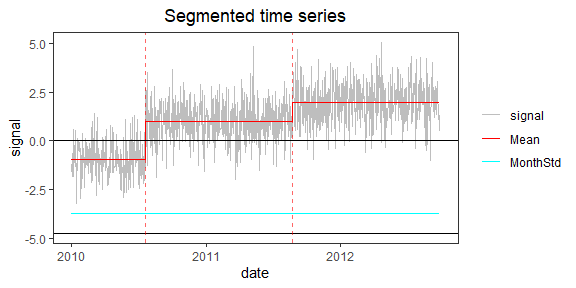 Segmented time series
5.0
2.5
0.0
-2.5
-5.0
signal
2010
2011
2012
date
signal
Mean
MonthStd